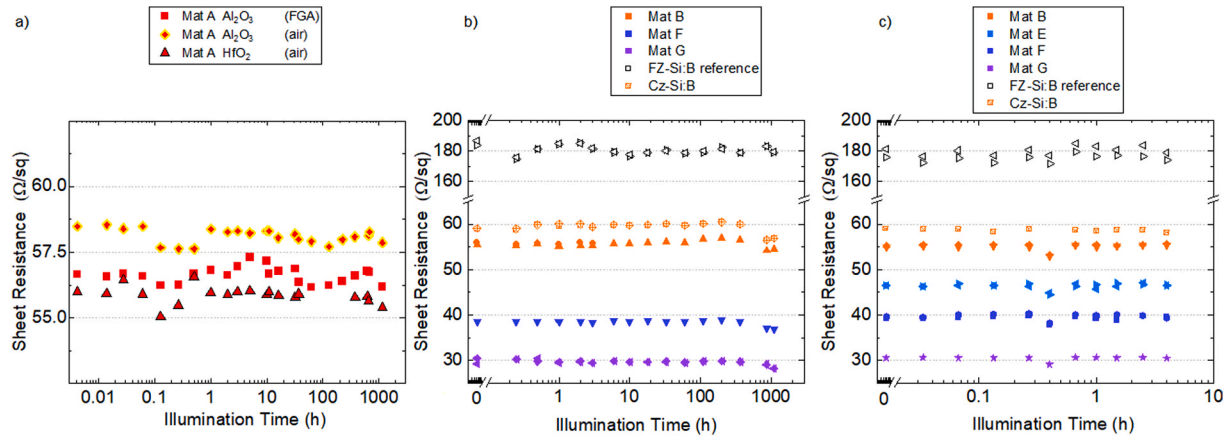 a)
Mat A Al₂O₃ (FGA)
Mat A Al₂O₃ (air)
Mat A HfO₂ (air)
Sheet Resistance (Ω/sq)
60.0
57.5
55.0
0.01 0.1 1 10 100 1000
Illumination Time (h)
b)
Mat B
Mat F
Mat G
FZ-Si:B reference
Cz-Si:B
Sheet Resistance (Ω/sq)
200
180
160
60
50
40
30
0 1 10 100 1000
Illumination Time (h)
c)
Mat B
Mat E
Mat F
Mat G
FZ-Si:B reference
Cz-Si:B
Sheet Resistance (Ω/sq)
200
180
160
60
50
40
30
0 0.1 1 10
Illumination Time (h)